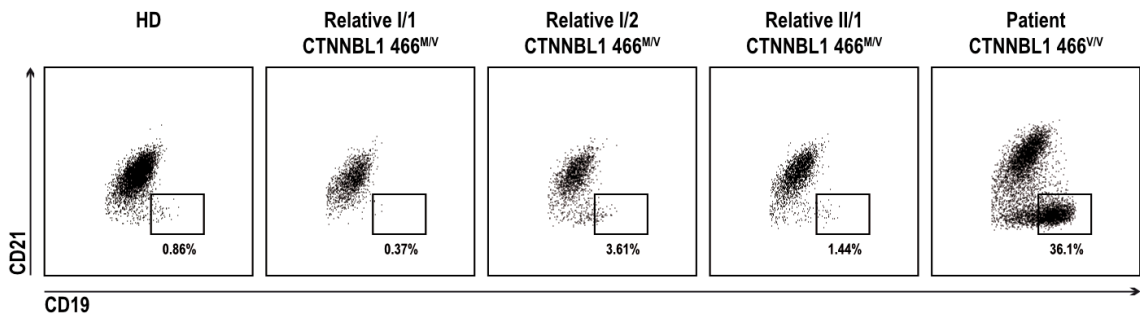 HD
Relative I/1
CTNNBL1 466M/V
Relative I/2
CTNNBL1 466M/V
Relative II/1
CTNNBL1 466M/V
Patient
CTNNBL1 466V/V
CD21
0.86%
0.37%
3.61%
1.44%
36.1%
CD19